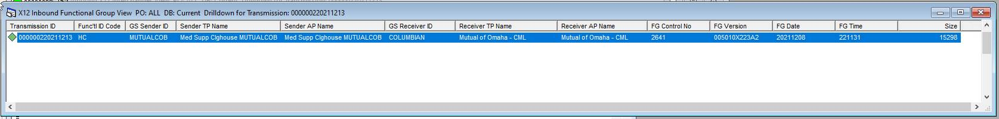 X12 Inbound Functional Group View PO: ALL DB: Current Drilldown for Transmission: 000000220211213
Transmission ID Func'tl ID Code GS Sender ID Sender TP Name Sender AP Name GS Receiver ID Receiver TP Name Receiver AP Name FG Control No FG Version FG Date FG Time Size
000000220211213 HC MUTUALCOB Med Supp Clghouse MUTUALCOB Med Supp Clghouse MUTUALCOB COLUMBIAN Mutual of Omaha - CML Mutual of Omaha - CML 2641 005010X223A2 20211208 221131 15298